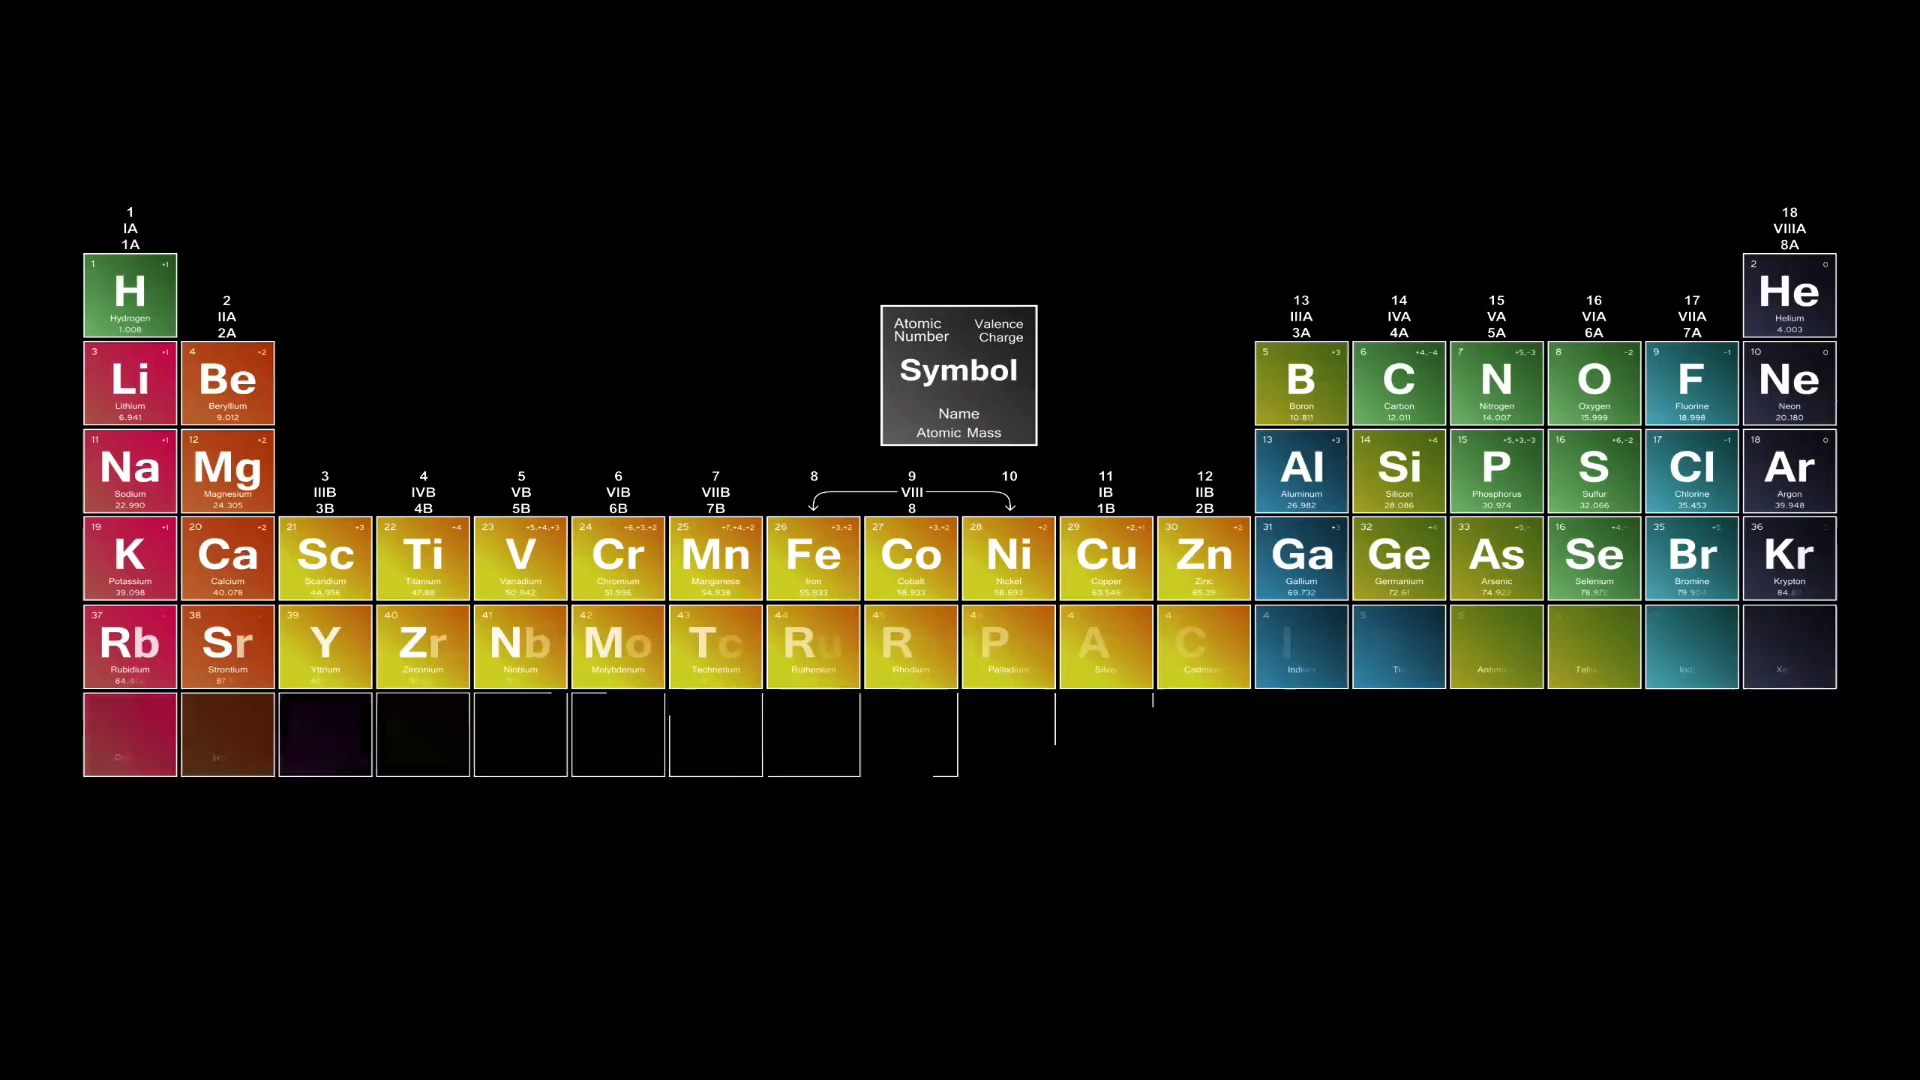 1
IA
1A
18
VIIIA
8A
1 +1
H
Hydrogen
1.008
2 0
He
Helium
4.003
2
IIA
2A
13
IIIA
3A
14
IVA
4A
15
VA
5A
16
VIA
6A
17
VIIA
7A
Atomic Number
Valence Charge
Symbol
Name
Atomic Mass
3 +1
Li
Lithium
6.941
4 +2
Be
Beryllium
9.012
5 +3
B
Boron
10.811
6 +4,-4
C
Carbon
12.011
7 +5,-3
N
Nitrogen
14.007
8 -2
O
Oxygen
15.999
9 -1
F
Fluorine
18.998
10 0
Ne
Neon
20.180
11 +1
Na
Sodium
22.990
12 +2
Mg
Magnesium
24.305
13 +3
Al
Aluminum
26.982
14 +4
Si
Silicon
28.086
15 +5,+3,-3
P
Phosphorus
30.974
16 +6,-2
S
Sulfur
32.066
17 -1
Cl
Chlorine
35.453
18 0
Ar
Argon
39.948
3
IIIB
3B
4
IVB
4B
5
VB
5B
6
VIB
6B
7
VIIB
7B
8
9
10
VIII
8
11
IB
1B
12
IIB
2B
19 +1
K
Potassium
39.098
20 +2
Ca
Calcium
40.078
21 +3
Sc
Scandium
44.956
22 +4
Ti
Titanium
47.88
23 +5,+4,+3
V
Vanadium
50.942
24 +6,+3,+2
Cr
Chromium
51.996
25 +7,+4,+2
Mn
Manganese
54.938
26 +3,+2
Fe
Iron
55.933
27 +3,+2
Co
Cobalt
58.933
28 +2
Ni
Nickel
58.693
29 +2,+1
Cu
Copper
63.546
30 +2
Zn
Zinc
65.39
31 +3
Ga
Gallium
69.732
32 +4
Ge
Germanium
72.61
33
As
Arsenic
74.922
16
Se
Selenium
78.972
35
Br
Bromine
79.904
36
Kr
Krypton
84.80
37
Rb
Rubidium
38
Sr
Strontium
39
Y
Yttrium
40
Zr
Zirconium
41
Nb
Niobium
42
Mo
Molybdenum
43
Tc
Technetium
44
Ru
Ruthenium
R
Rhodium
P
Palladium
A
C